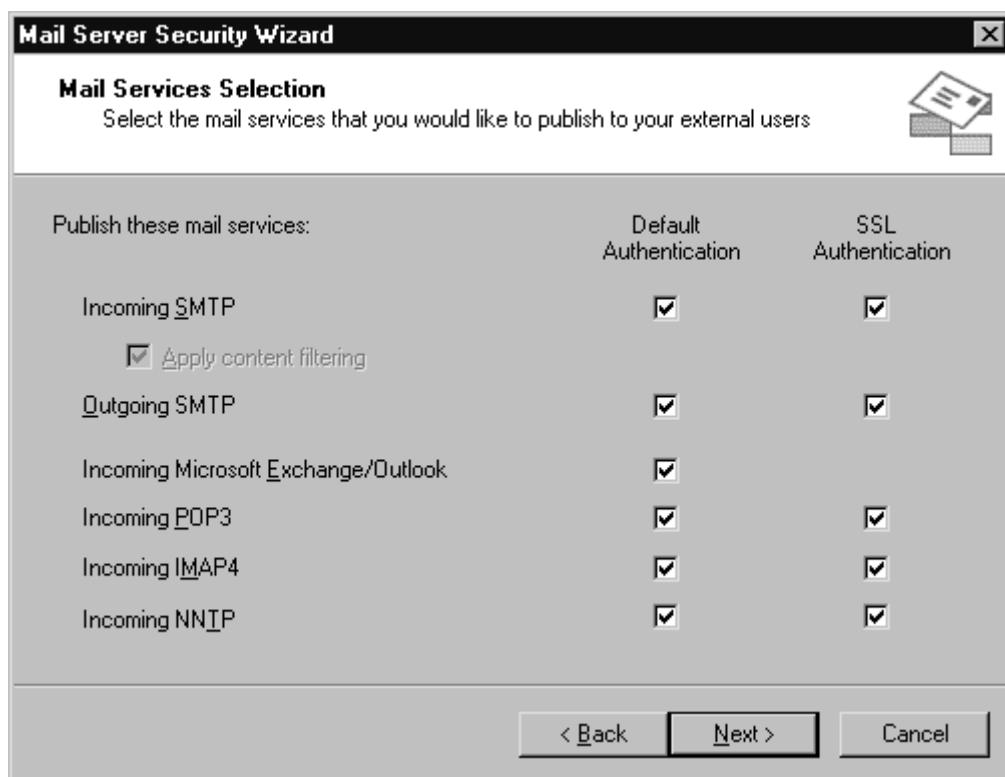 Mail Server Security Wizard
Mail Services Selection
Select the mail services that you would like to publish to your external users
Publish these mail services:
Default Authentication
SSL Authentication
Incoming SMTP
Apply content filtering
Outgoing SMTP
Incoming Microsoft Exchange/Outlook
Incoming POP3
Incoming IMAP4
Incoming NNTP
< Back
Next >
Cancel